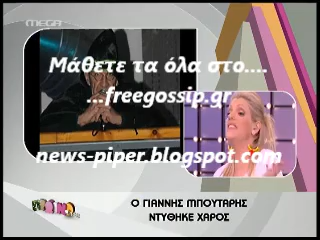 MEGA
Μάθετε τα όλα στο....
...freegossip.gr
news-piper.blogspot.com
Ο ΓΙΑΝΝΗΣ ΜΠΟΥΤΑΡΗΣ
ΝΤΥΘΗΚΕ ΧΑΡΟΣ